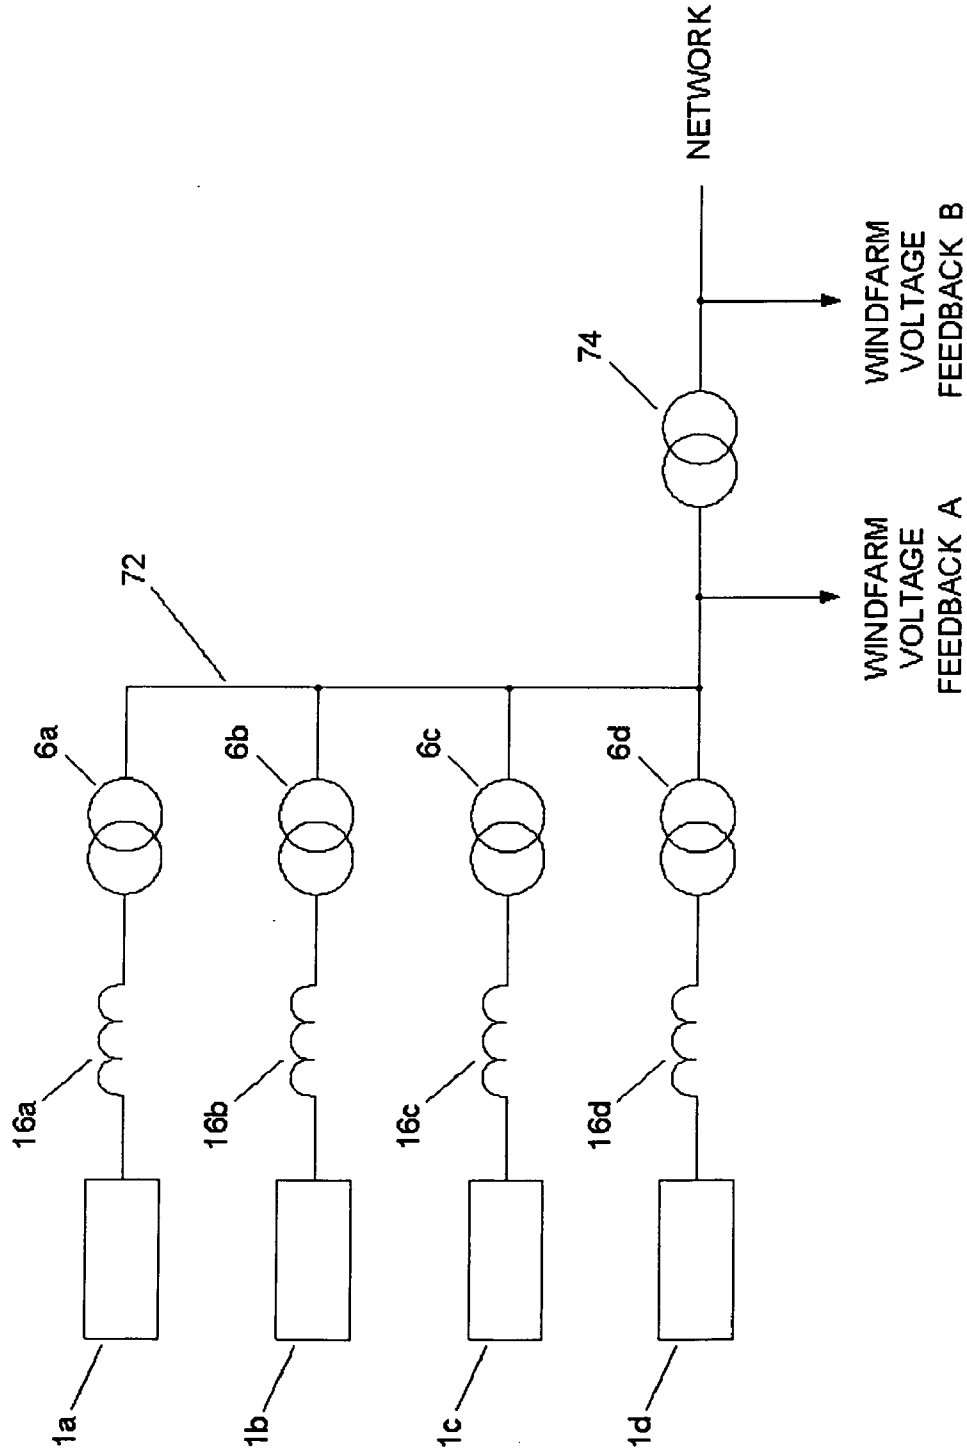 1a
16a
6a
72
1b
16b
6b
1c
16c
6c
1d
16d
6d
74
NETWORK
WINDFARM
VOLTAGE
FEEDBACK A
WINDFARM
VOLTAGE
FEEDBACK B